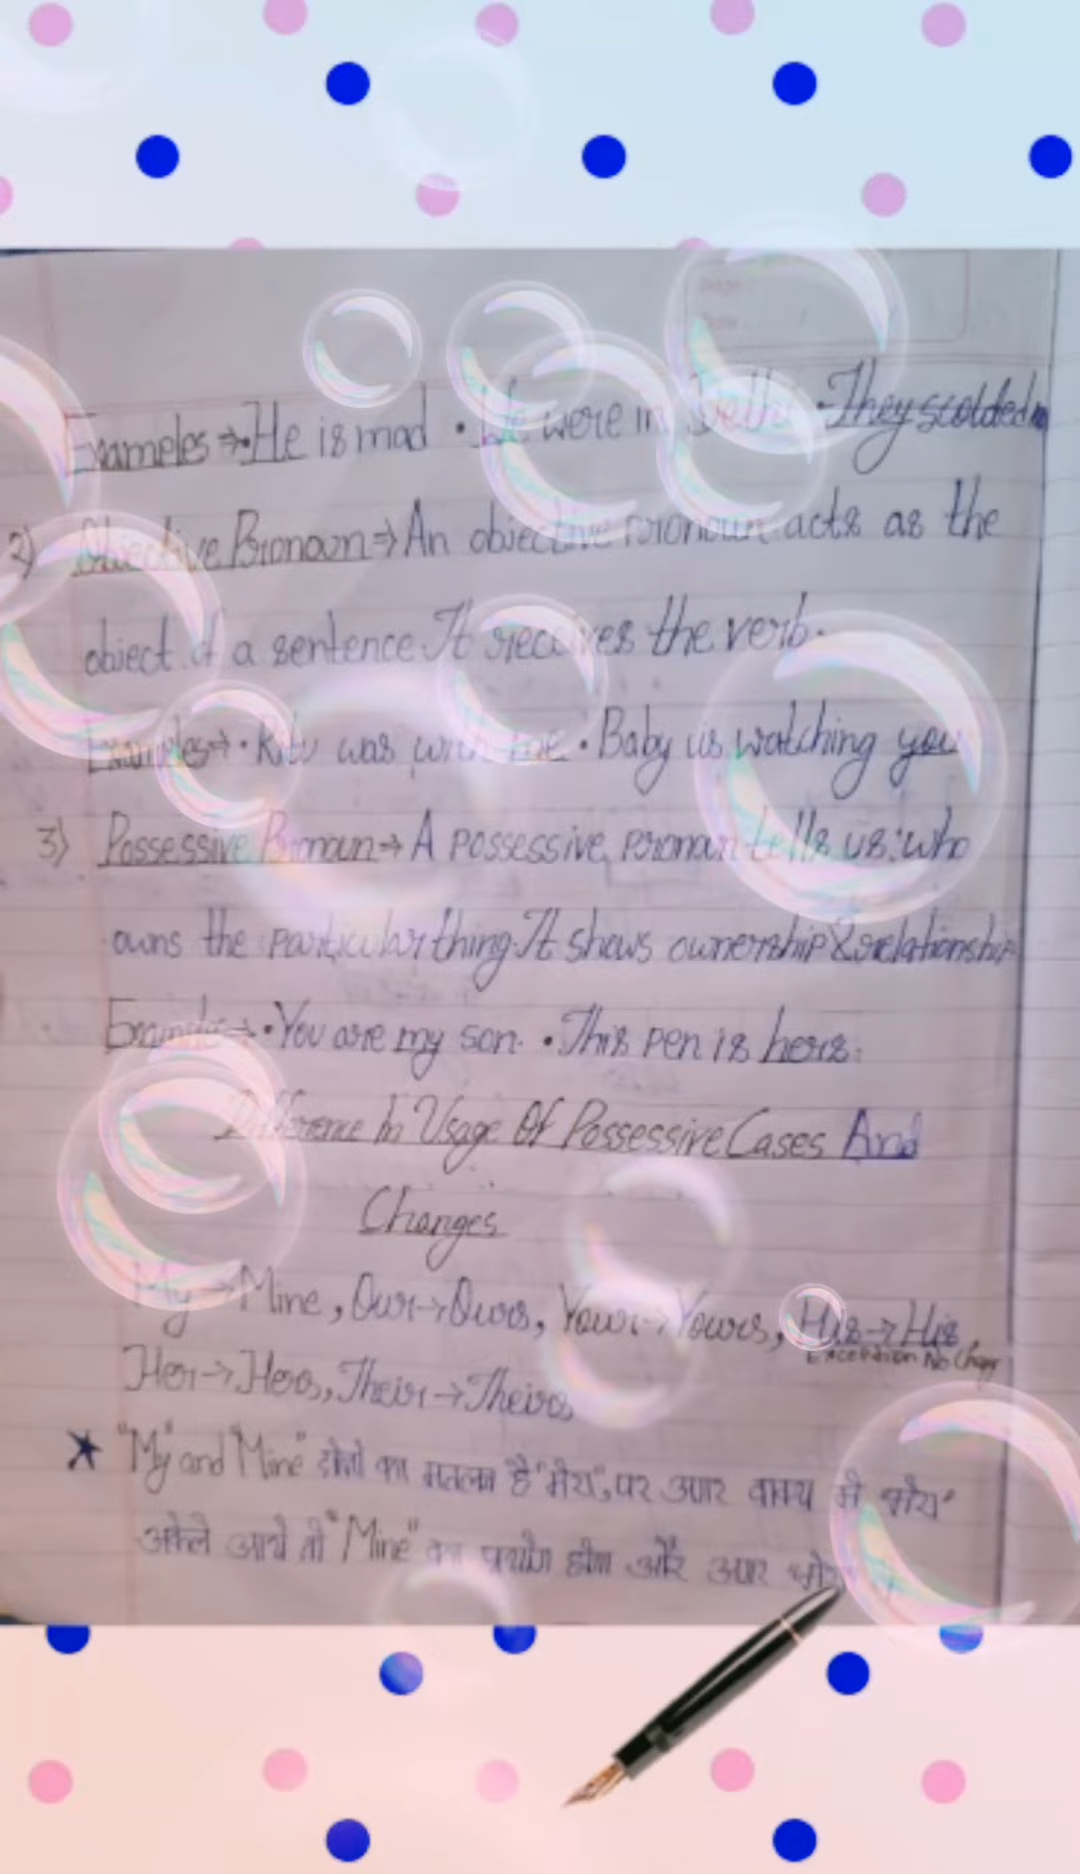 Examples ⇒ • He is mad • We were in Delhi • They scolded
2) Objective Pronoun ⇒ An objective pronoun acts as the
object of a sentence. It receives the verb.
Examples → • Ritu was with me • Baby is watching you
3) Possessive Pronoun → A possessive pronoun tells us who
owns the particular thing. It shows ownership & relationship
Examples → • You are my son. • This pen is hers.
Difference In Usage Of Possessive Cases And
Changes
My → Mine, Our → Ours, Your → Yours, His → His,
Exception No
Her → Hers, Their → Theirs,
★ "My" and "Mine" दोनो का मतलब है "मेरा", पर अगर वाक्य मे "मेरा"
अकेले आये तो "Mine" का प्रयोग होगा और अगर